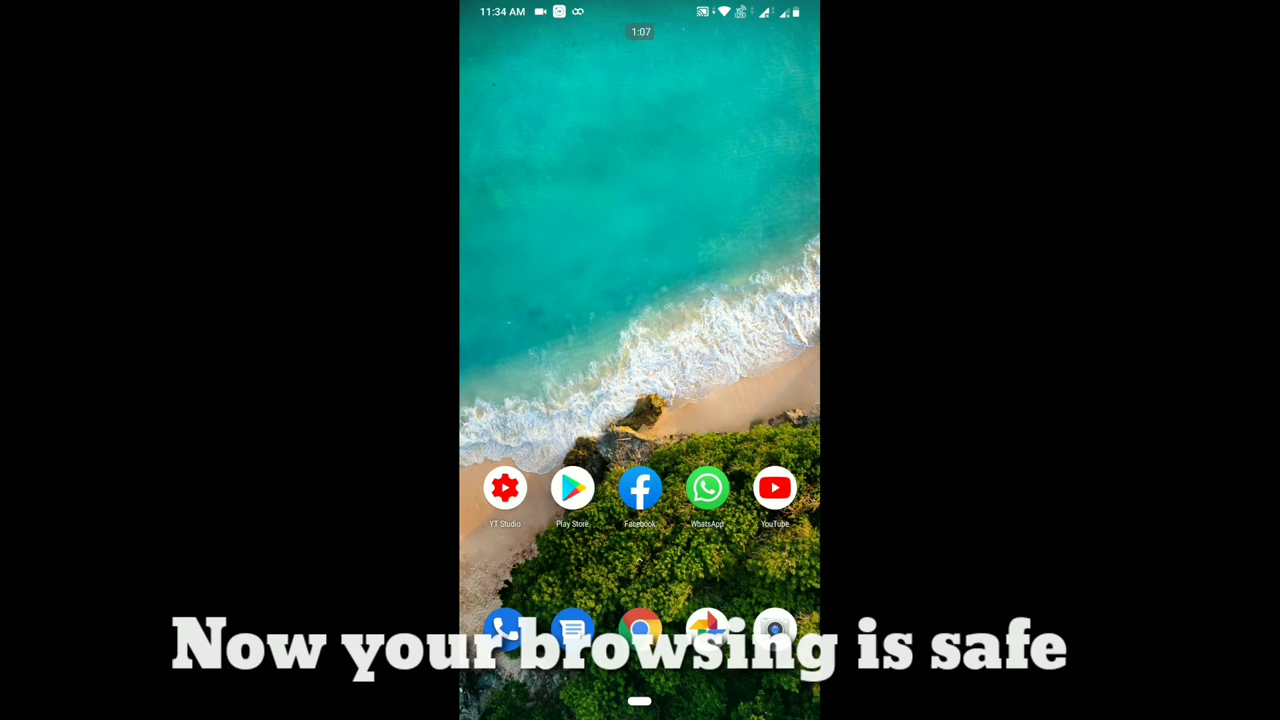 11:34 AM
1:07
YT Studio
Play Store
Facebook
WhatsApp
YouTube
Now your browsing is safe